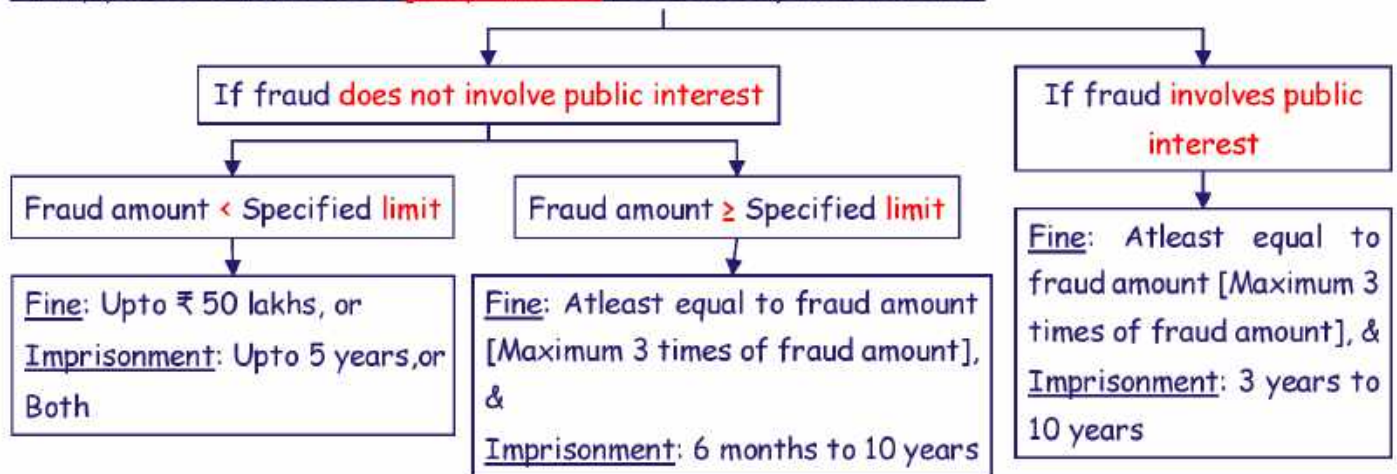 If fraud does not involve public interest
If fraud involves public
interest
Fraud amount < Specified limit
Fraud amount ≥ Specified limit
Fine: Upto ₹ 50 lakhs, or
Imprisonment: Upto 5 years,or
Both
Fine: Atleast equal to fraud amount
[Maximum 3 times of fraud amount],
&
Imprisonment: 6 months to 10 years
Fine: Atleast equal to
fraud amount [Maximum 3
times of fraud amount], &
Imprisonment: 3 years to
10 years